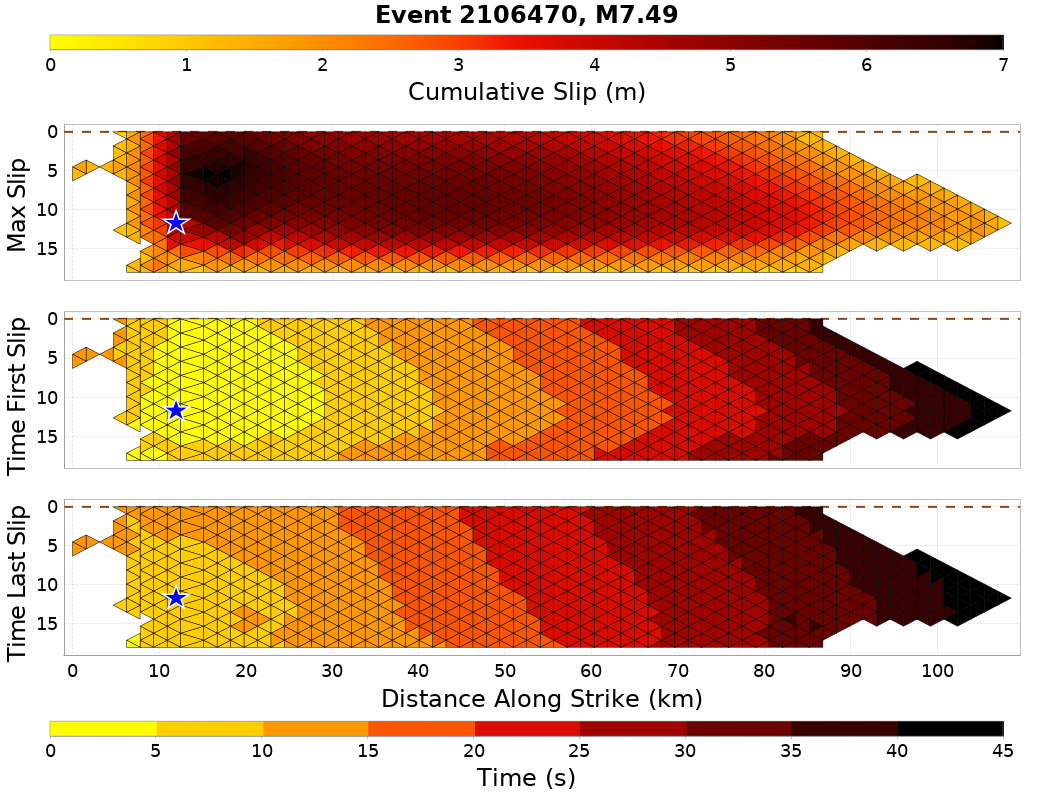 Event 2106470, M7.49
0 1 2 3 4 5 6 7
Cumulative Slip (m)
Max Slip
0
5
10
15
Time First Slip
0
5
10
15
Time Last Slip
0
5
10
15
0 10 20 30 40 50 60 70 80 90 100
Distance Along Strike (km)
0 5 10 15 20 25 30 35 40 45
Time (s)